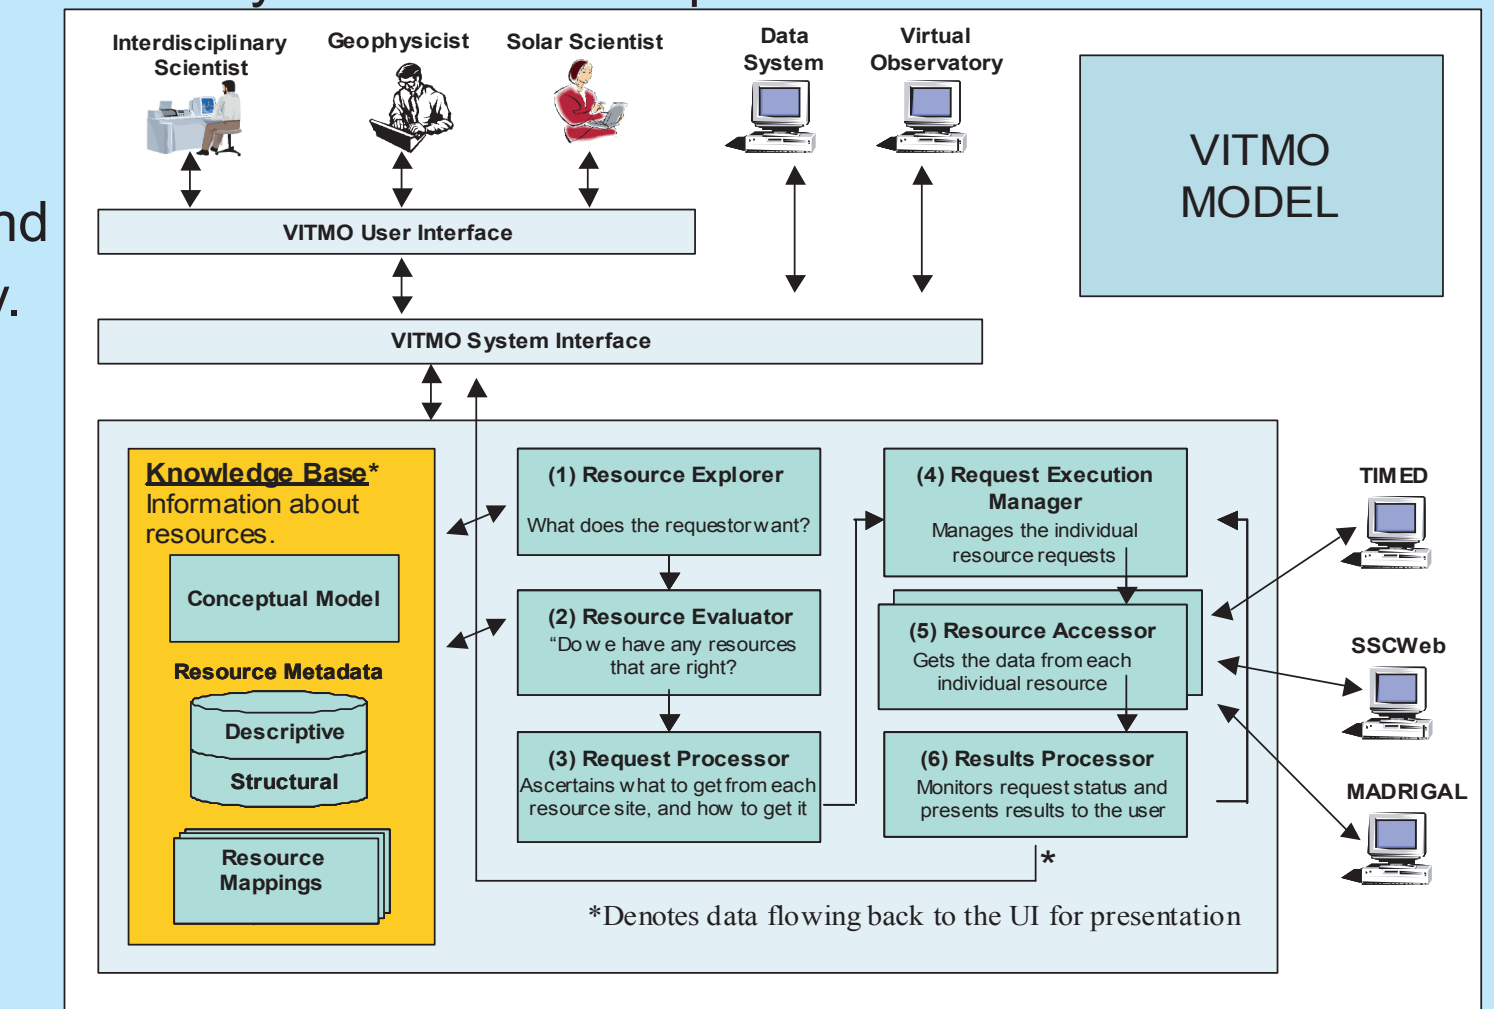 nd
y.
Interdisciplinary
Scientist
Geophysicist
Solar Scientist
Data
System
Virtual
Observatory
VITMO
MODEL
VITMO User Interface
VITMO System Interface
Knowledge Base*
Information about
resources.
Conceptual Model
Resource Metadata
Descriptive
Structural
Resource
Mappings
(1) Resource Explorer
What does the requestor want?
(2) Resource Evaluator
“Do we have any resources
that are right?
(3) Request Processor
Ascertains what to get from each
resource site, and how to get it
(4) Request Execution
Manager
Manages the individual
resource requests
(5) Resource Accessor
Gets the data from each
individual resource
(6) Results Processor
Monitors request status and
presents results to the user
*
*Denotes data flowing back to the UI for presentation
TIMED
SSCWeb
MADRIGAL